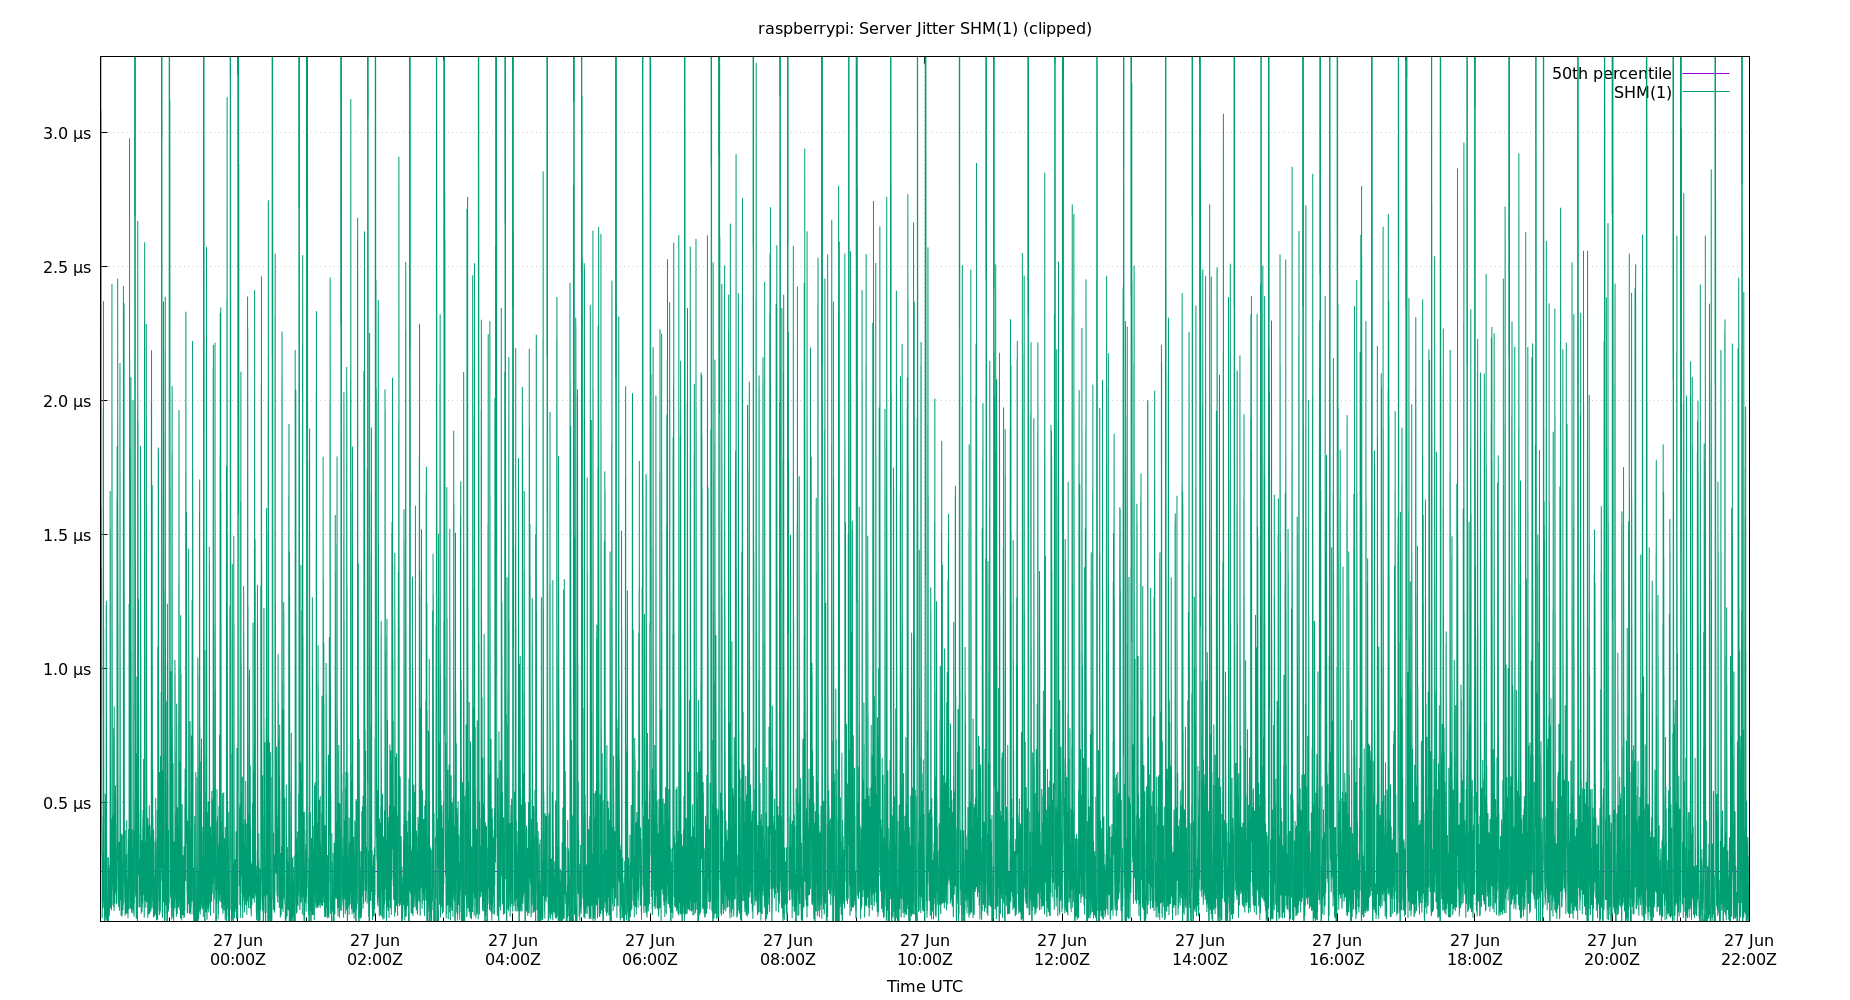 raspberrypi: Server Jitter SHM(1) (clipped)
50th percentile
SHM(1)
3.0 µs
2.5 µs
2.0 µs
1.5 µs
1.0 µs
0.5 µs
27 Jun 27 Jun 27 Jun 27 Jun 27 Jun 27 Jun 27 Jun 27 Jun 27 Jun 27 Jun 27 Jun 27 Jun
00:00Z 02:00Z 04:00Z 06:00Z 08:00Z 10:00Z 12:00Z 14:00Z 16:00Z 18:00Z 20:00Z 22:00Z
Time UTC